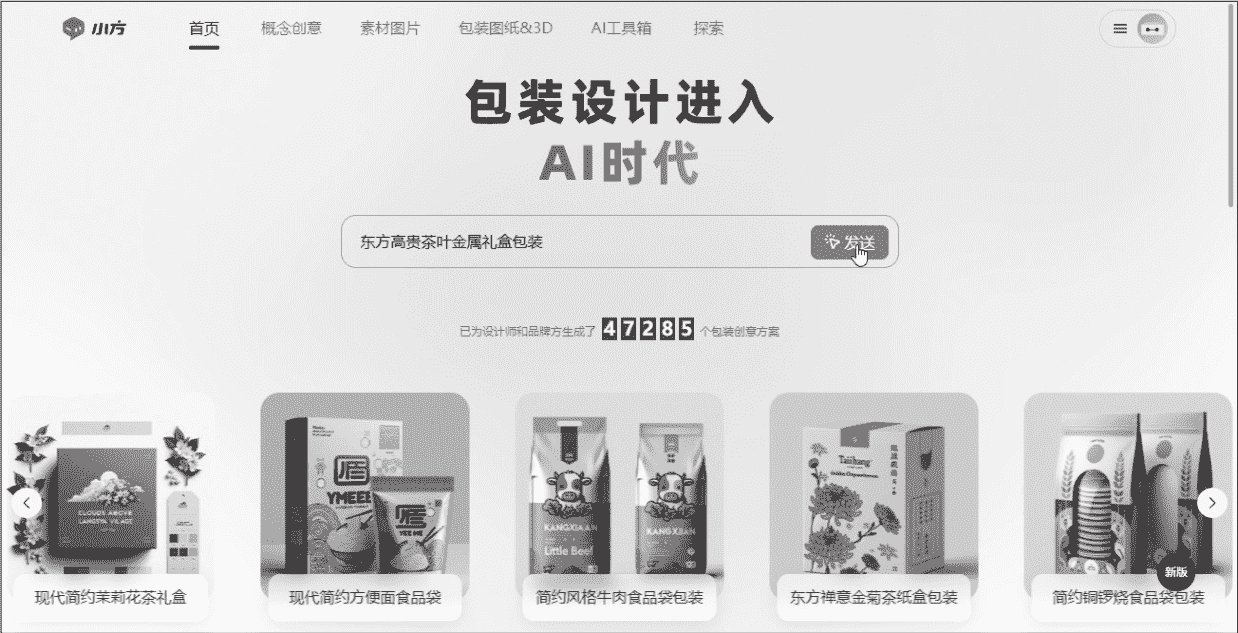 小方 首页 概念创意 素材图片 包装图纸&3D AI工具箱 探索
包装设计进入
AI时代
东方高贵茶叶金属礼盒包装 发送
已为设计师和品牌方生成了 47285 个包装创意方案
YMEEE
KANGXIAAN
Little Beef
KANGXIBAN
Golden Chrysanthemum
现代简约茉莉花茶礼盒 现代简约方便面食品袋 简约风格牛肉食品袋包装 东方禅意金菊茶纸盒包装 简约铜锣烧食品袋包装
新版